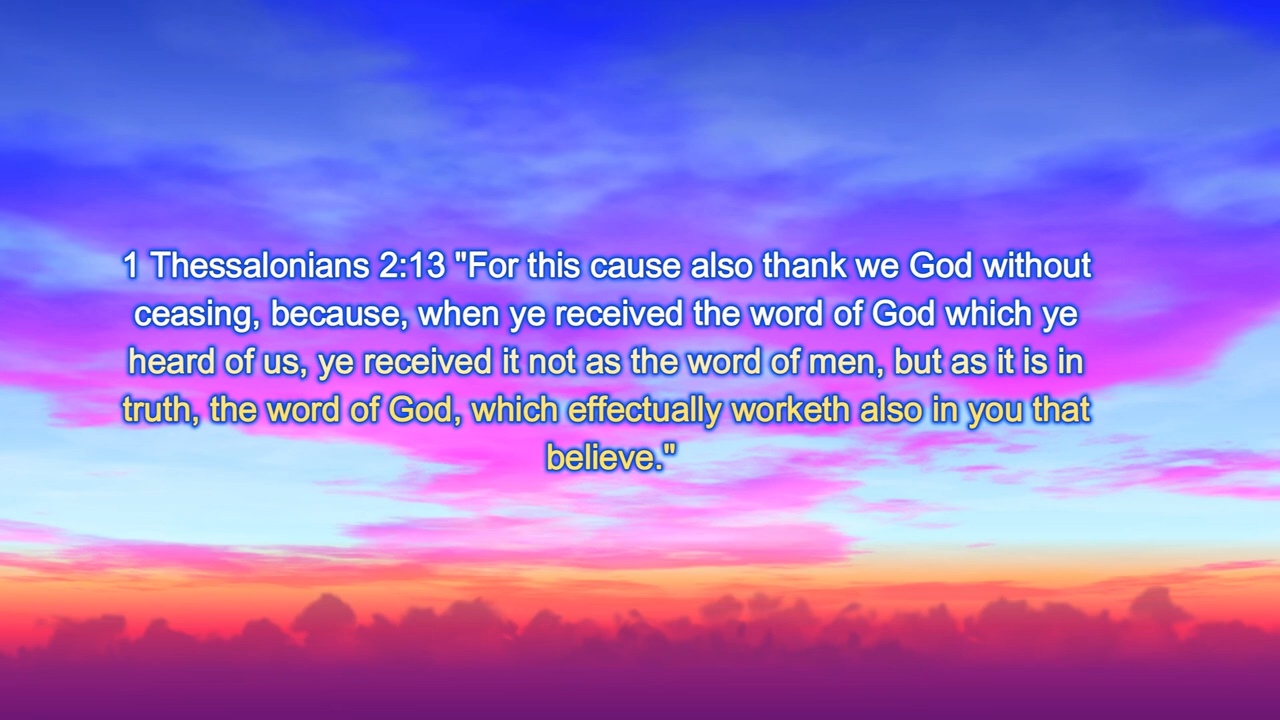 1 Thessalonians 2:13 "For this cause also thank we God without
ceasing, because, when ye received the word of God which ye
heard of us, ye received it not as the word of men, but as it is in
truth, the word of God, which effectually worketh also in you that
believe."